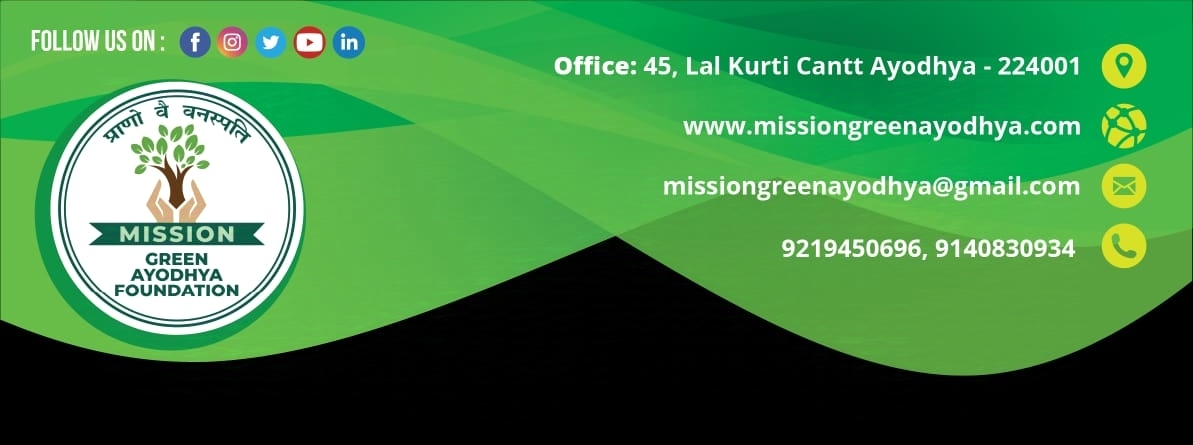 FOLLOW US ON :
प्राणो वै वनस्पति
MISSION
GREEN
AYODHYA
FOUNDATION
Office: 45, Lal Kurti Cantt Ayodhya - 224001
www.missiongreenayodhya.com
missiongreenayodhya@gmail.com
9219450696, 9140830934